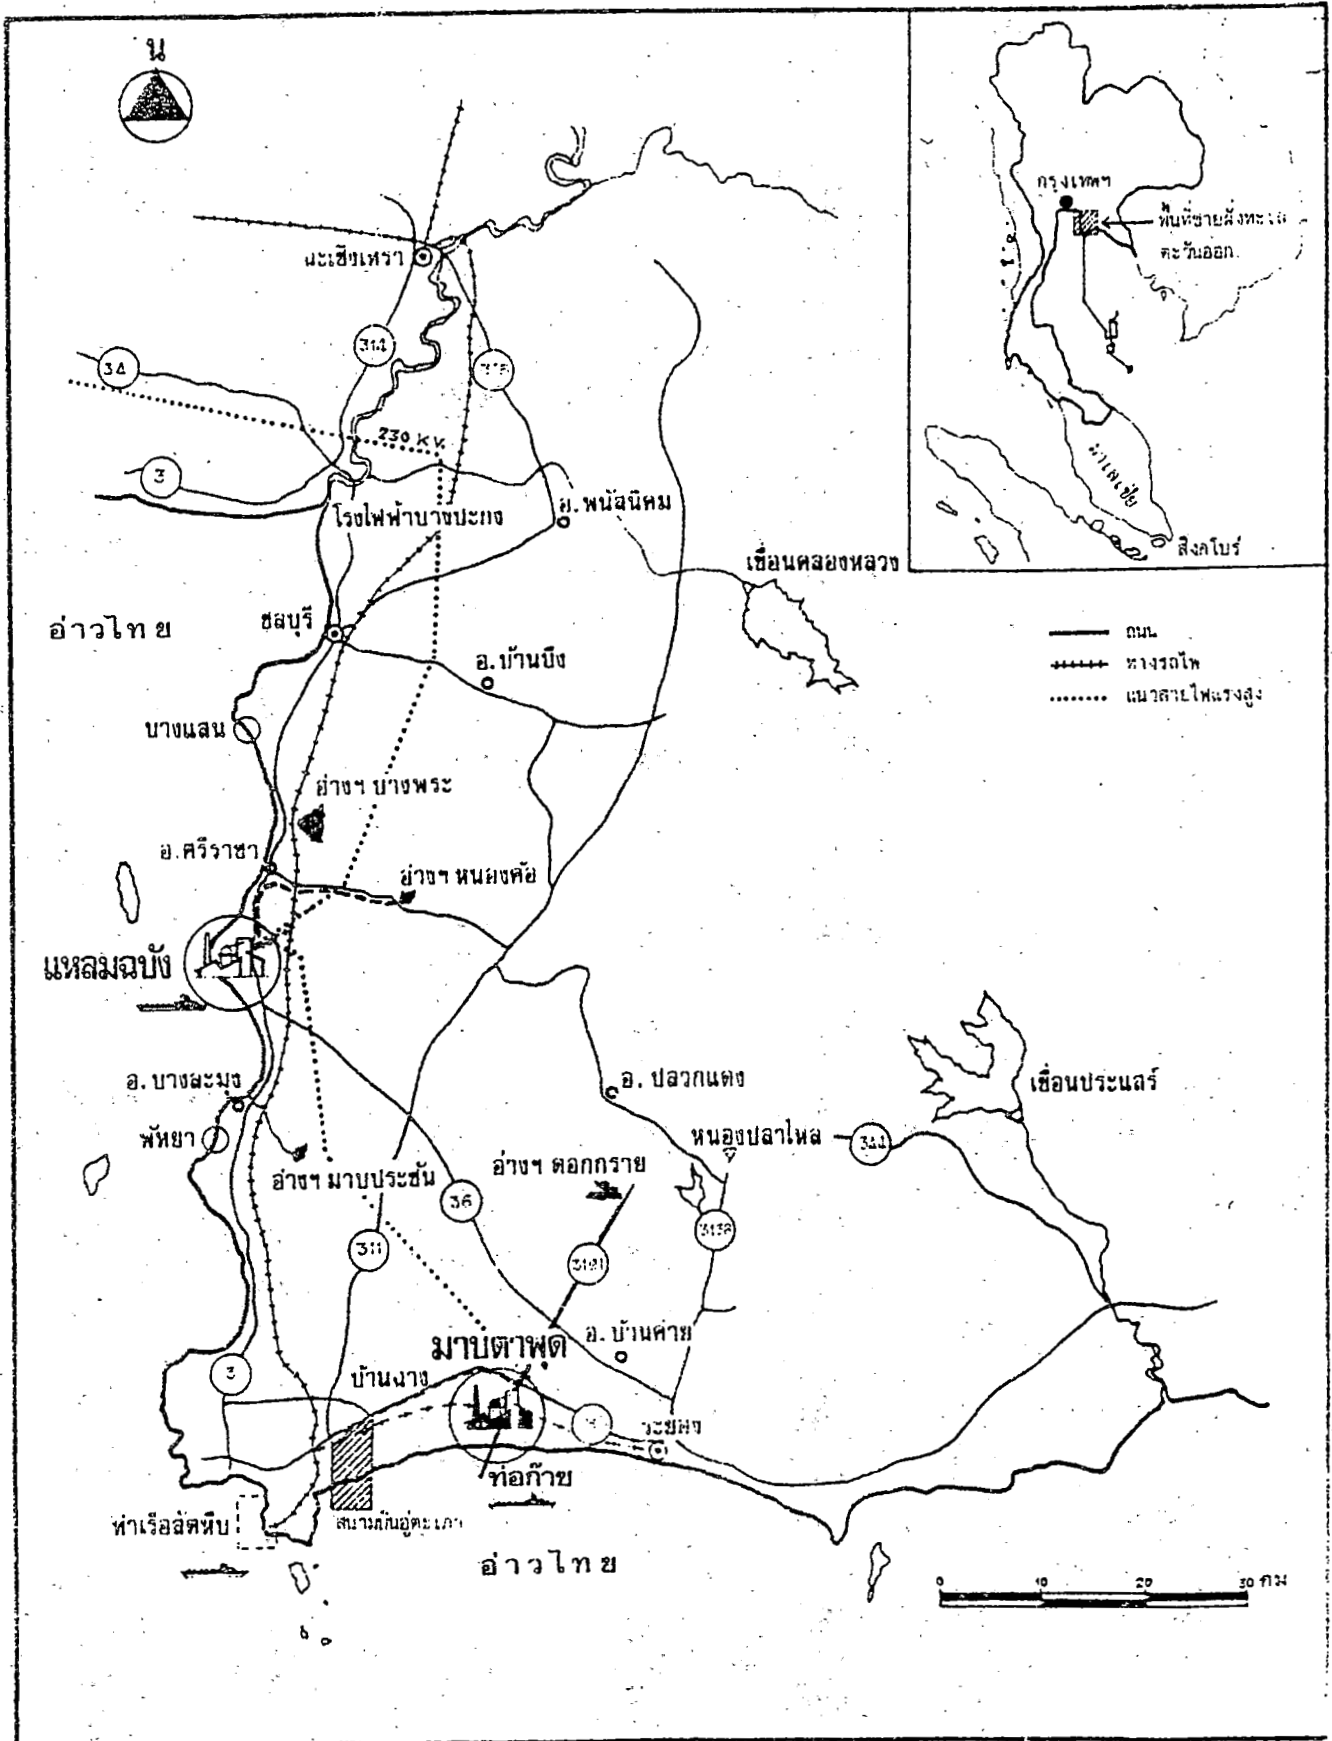 น
กรุงเทพฯ
พื้นที่ชายฝั่งทะเล
ตะวันออก
มาเลเซีย
สิงคโปร์
ฉะเชิงเทรา
314
315
34
230 KV.
3
โรงไฟฟ้าบางปะกง
อ.พนัสนิคม
เขื่อนคลองหลวง
อ่าวไทย
ชลบุรี
อ.บ้านบึง
ถนน
ทางรถไฟ
แนวสายไฟแรงสูง
บางแสน
อ่างฯ บางพระ
อ.ศรีราชา
อ่างฯ หนองค้อ
แหลมฉบัง
อ.บางละมุง
อ. ปลวกแดง
เขื่อนประแสร์
พัทยา
หนองปลาไหล
344
อ่างฯ มาบประชัน
อ่างฯ ดอกกราย
36
3138
311
3191
มาบตาพุด
อ. บ้านค่าย
3
บ้านฉาง
ระยอง
ท่อก๊าซ
ท่าเรือสัตหีบ
สนามบินอู่ตะเภา
อ่าวไทย
0 10 20 30 กม